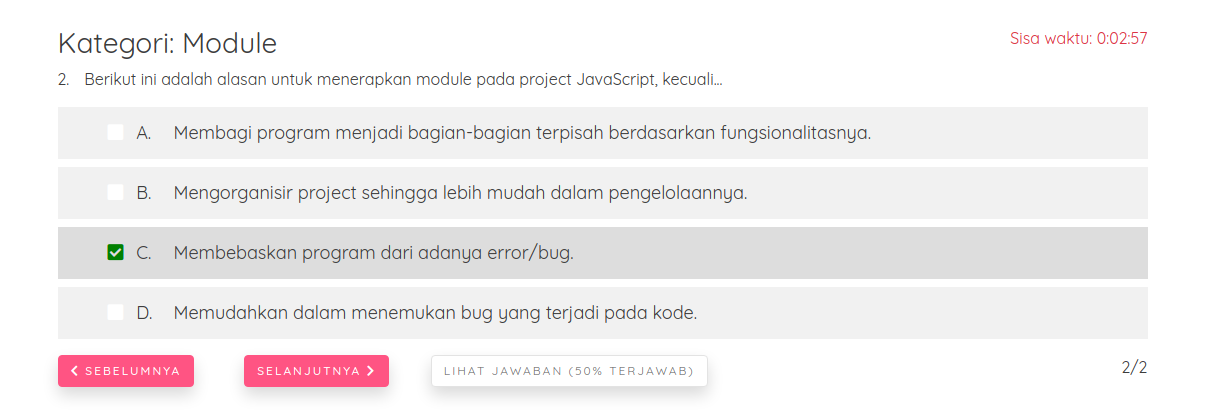 Kategori: Module
Sisa waktu: 0:02:57
2. Berikut ini adalah alasan untuk menerapkan module pada project JavaScript, kecuali...
A. Membagi program menjadi bagian-bagian terpisah berdasarkan fungsionalitasnya.
B. Mengorganisir project sehingga lebih mudah dalam pengelolaannya.
C. Membebaskan program dari adanya error/bug.
D. Memudahkan dalam menemukan bug yang terjadi pada kode.
SEBELUMNYA SELANJUTNYA LIHAT JAWABAN (50% TERJAWAB) 2/2